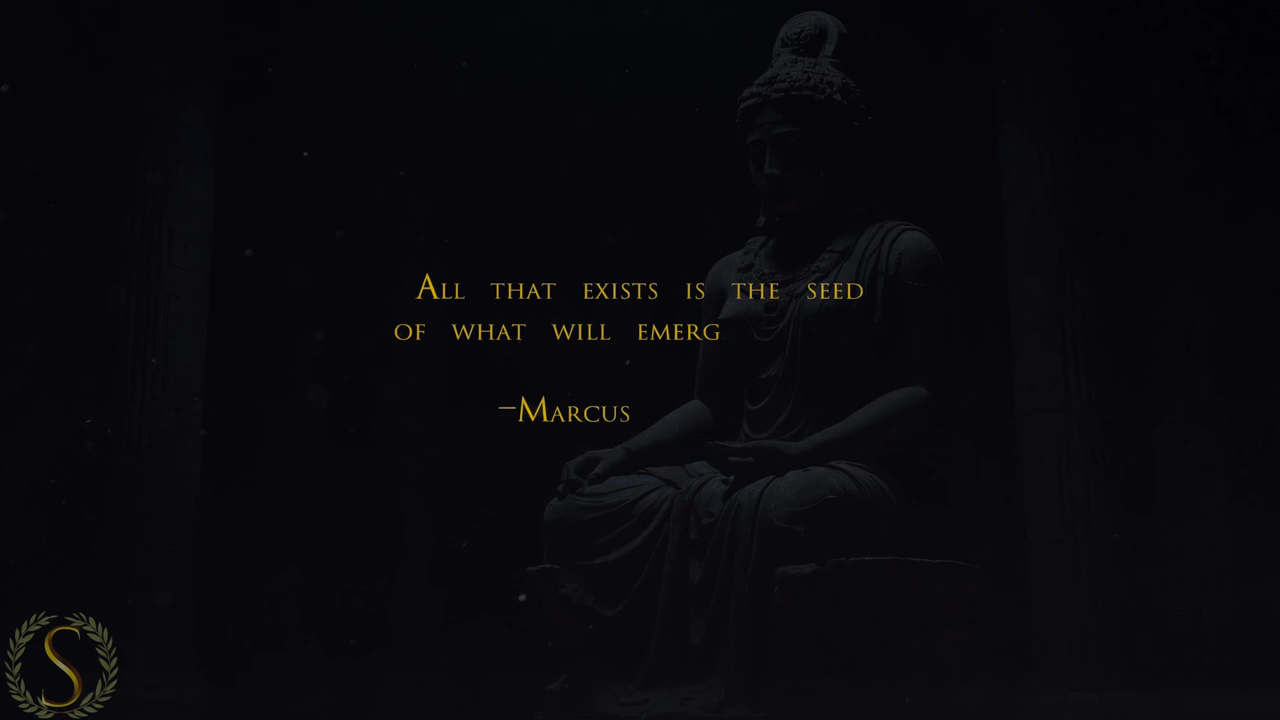 All that exists is the seed
of what will emerg
–Marcus
S